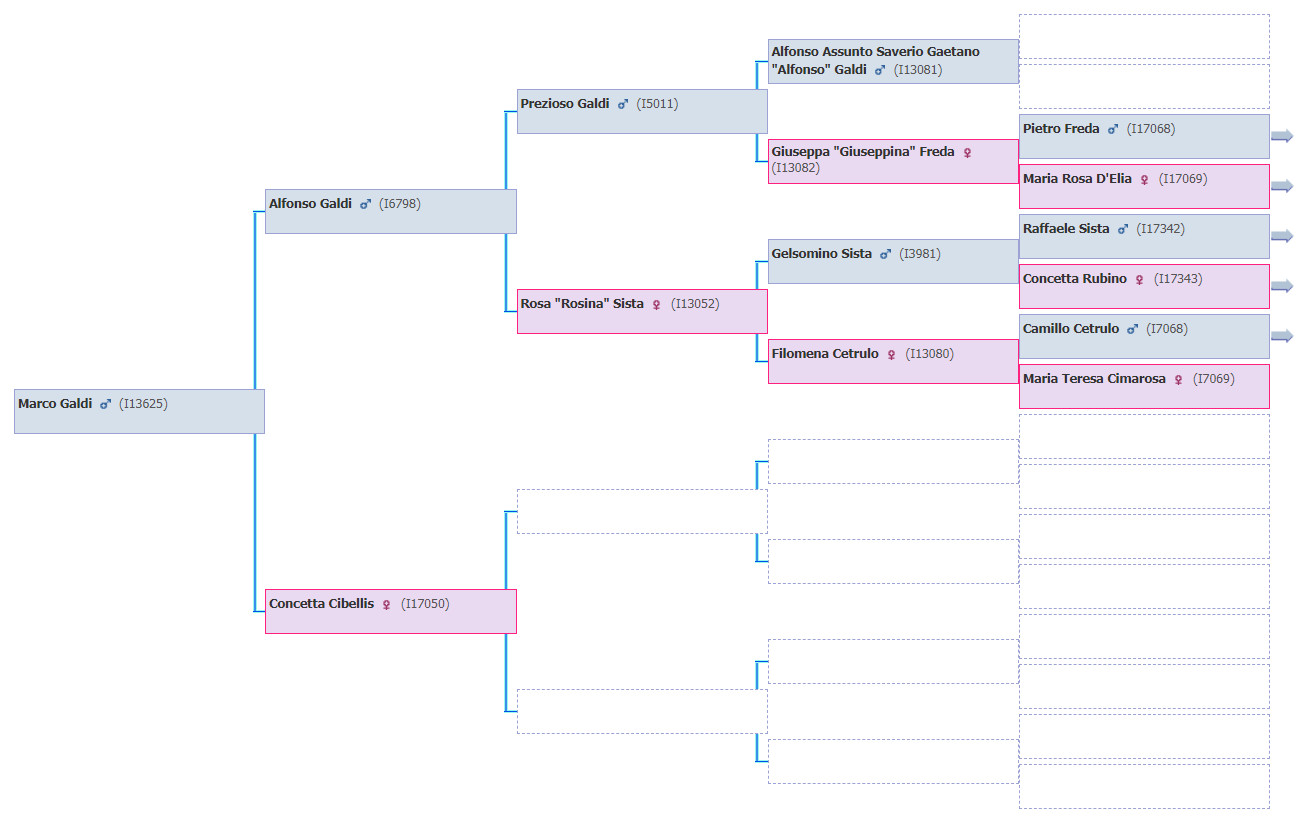 Alfonso Assunto Saverio Gaetano
"Alfonso" Galdi ♂ (I13081)
Prezioso Galdi ♂ (I5011)
Pietro Freda ♂ (I17068)
Giuseppa "Giuseppina" Freda ♀
(I13082)
Maria Rosa D'Elia ♀ (I17069)
Alfonso Galdi ♂ (I6798)
Raffaele Sista ♂ (I17342)
Gelsomino Sista ♂ (I3981)
Concetta Rubino ♀ (I17343)
Rosa "Rosina" Sista ♀ (I13052)
Camillo Cetrulo ♂ (I7068)
Filomena Cetrulo ♀ (I13080)
Maria Teresa Cimarosa ♀ (I7069)
Marco Galdi ♂ (I13625)
Concetta Cibellis ♀ (I17050)